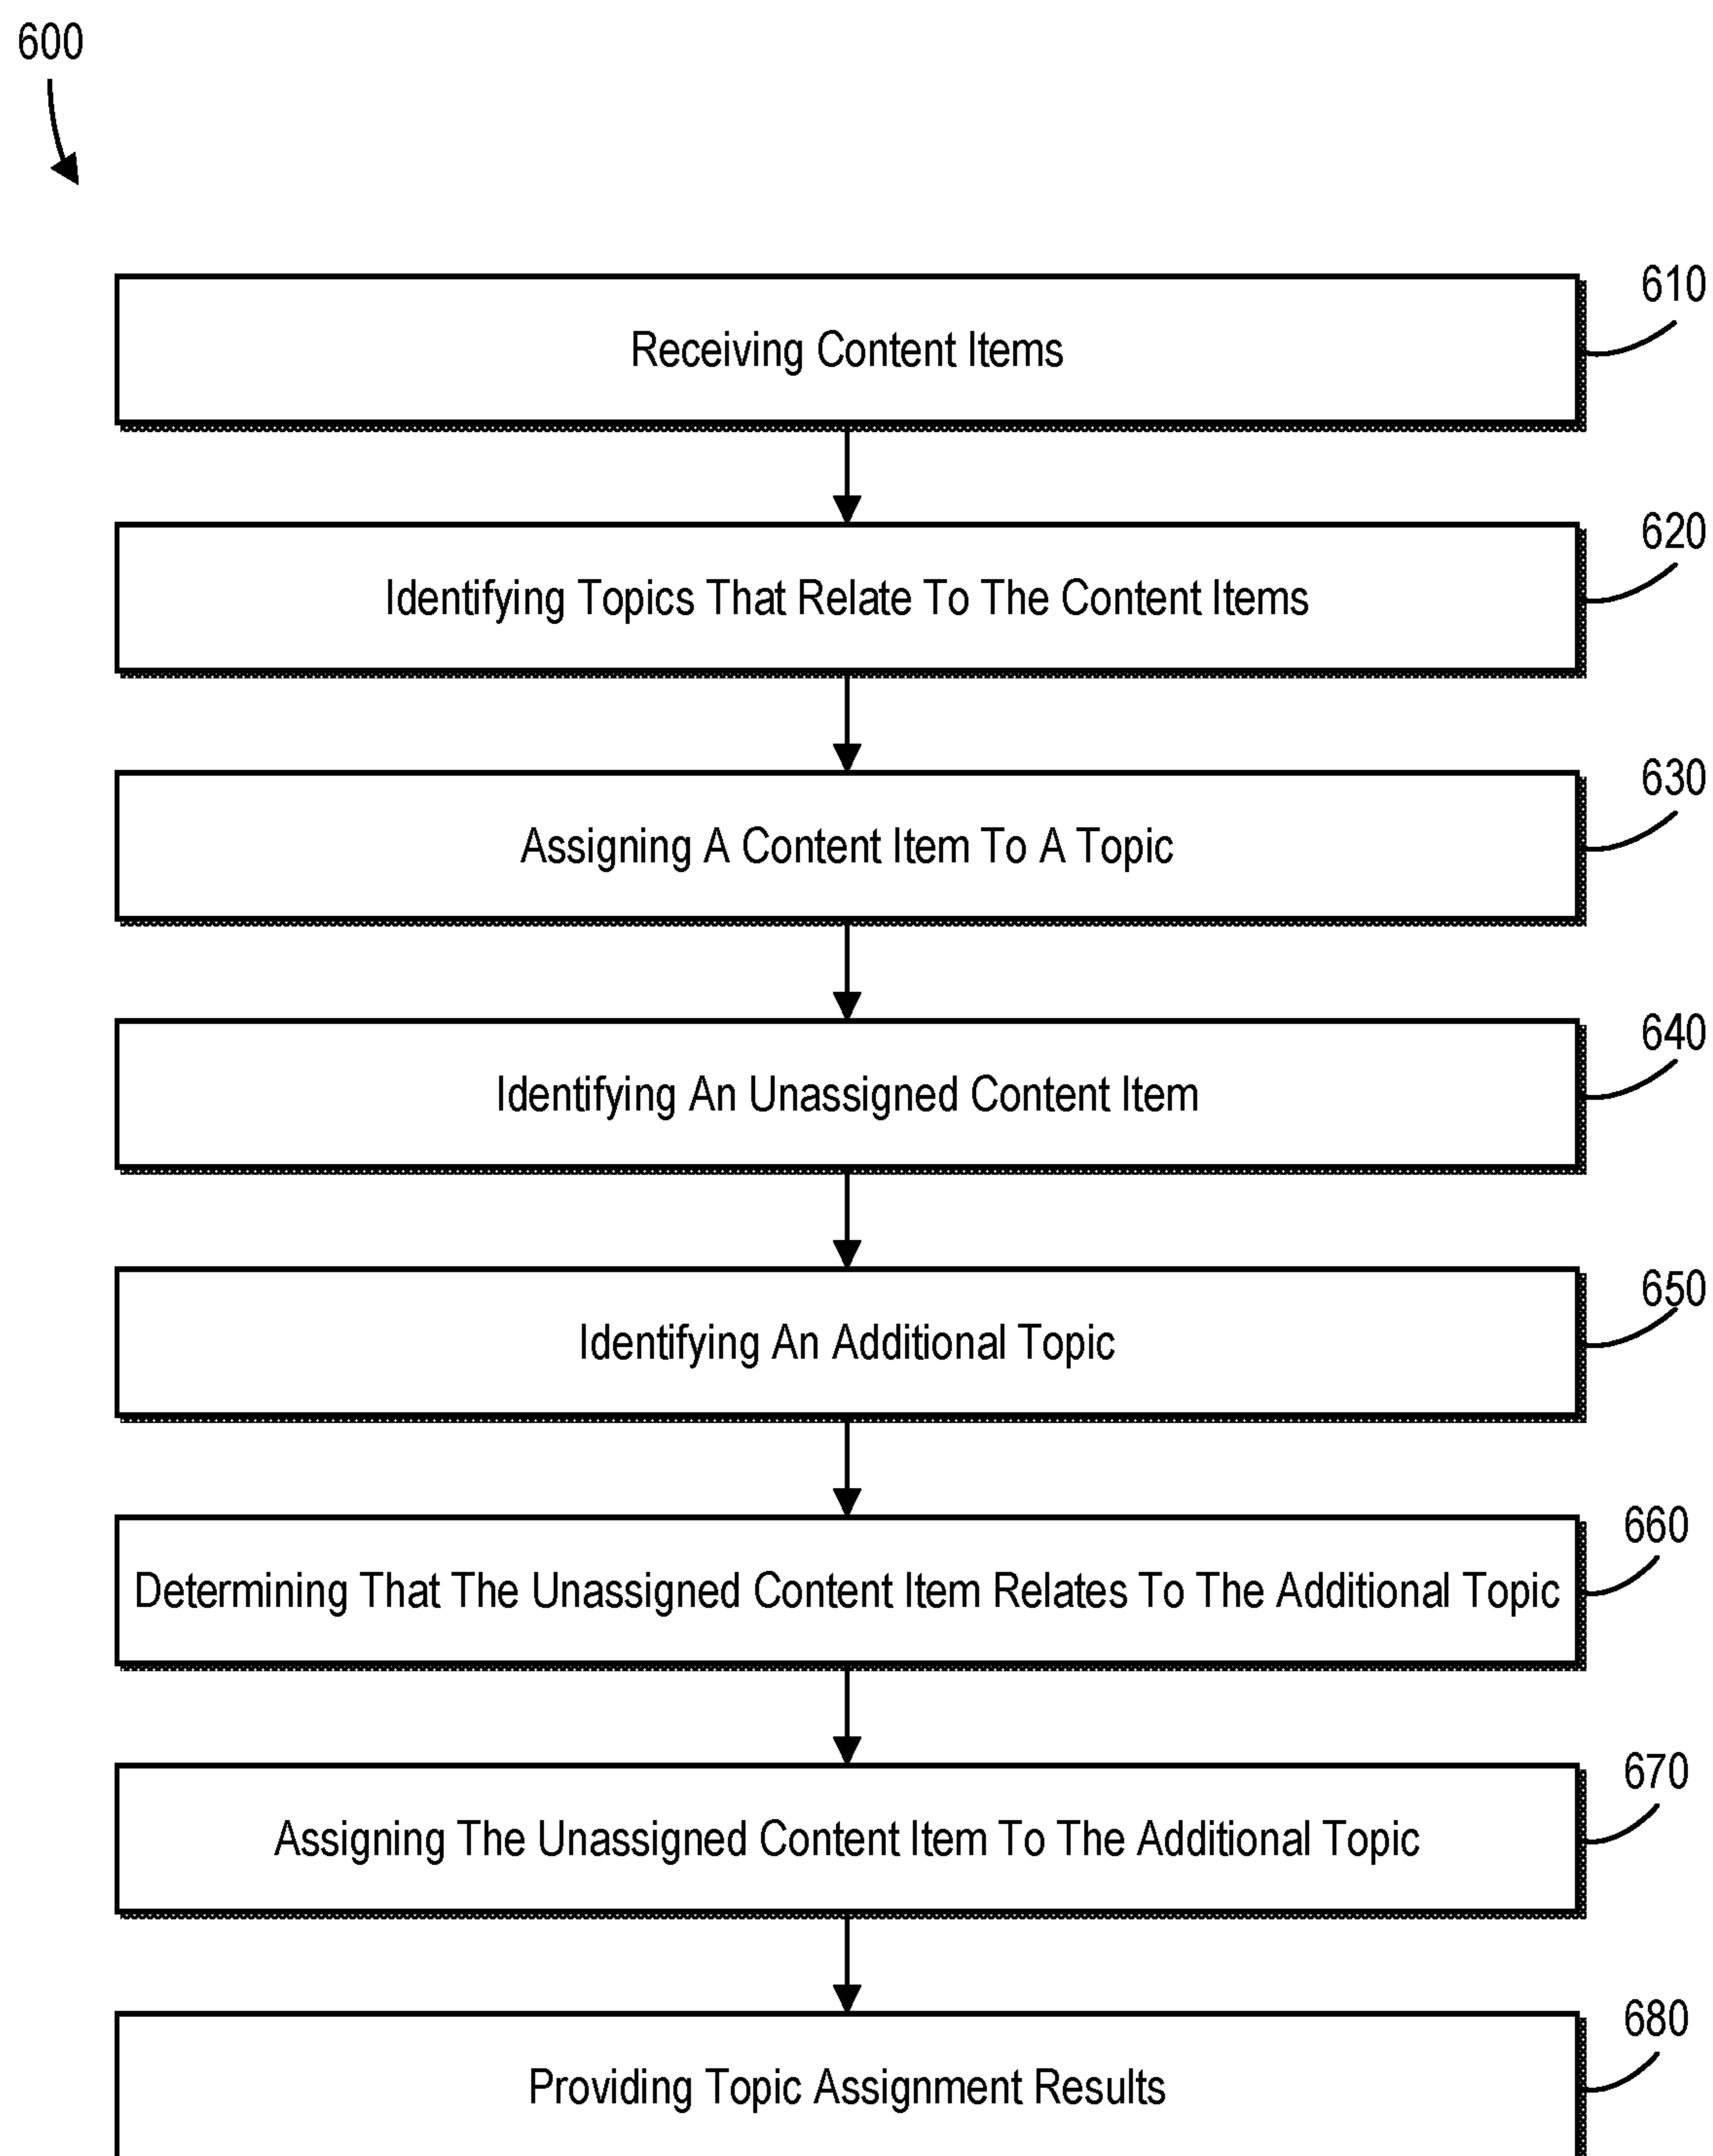 600
610
Receiving Content Items
620
Identifying Topics That Relate To The Content Items
630
Assigning A Content Item To A Topic
640
Identifying An Unassigned Content Item
650
Identifying An Additional Topic
660
Determining That The Unassigned Content Item Relates To The Additional Topic
670
Assigning The Unassigned Content Item To The Additional Topic
680
Providing Topic Assignment Results